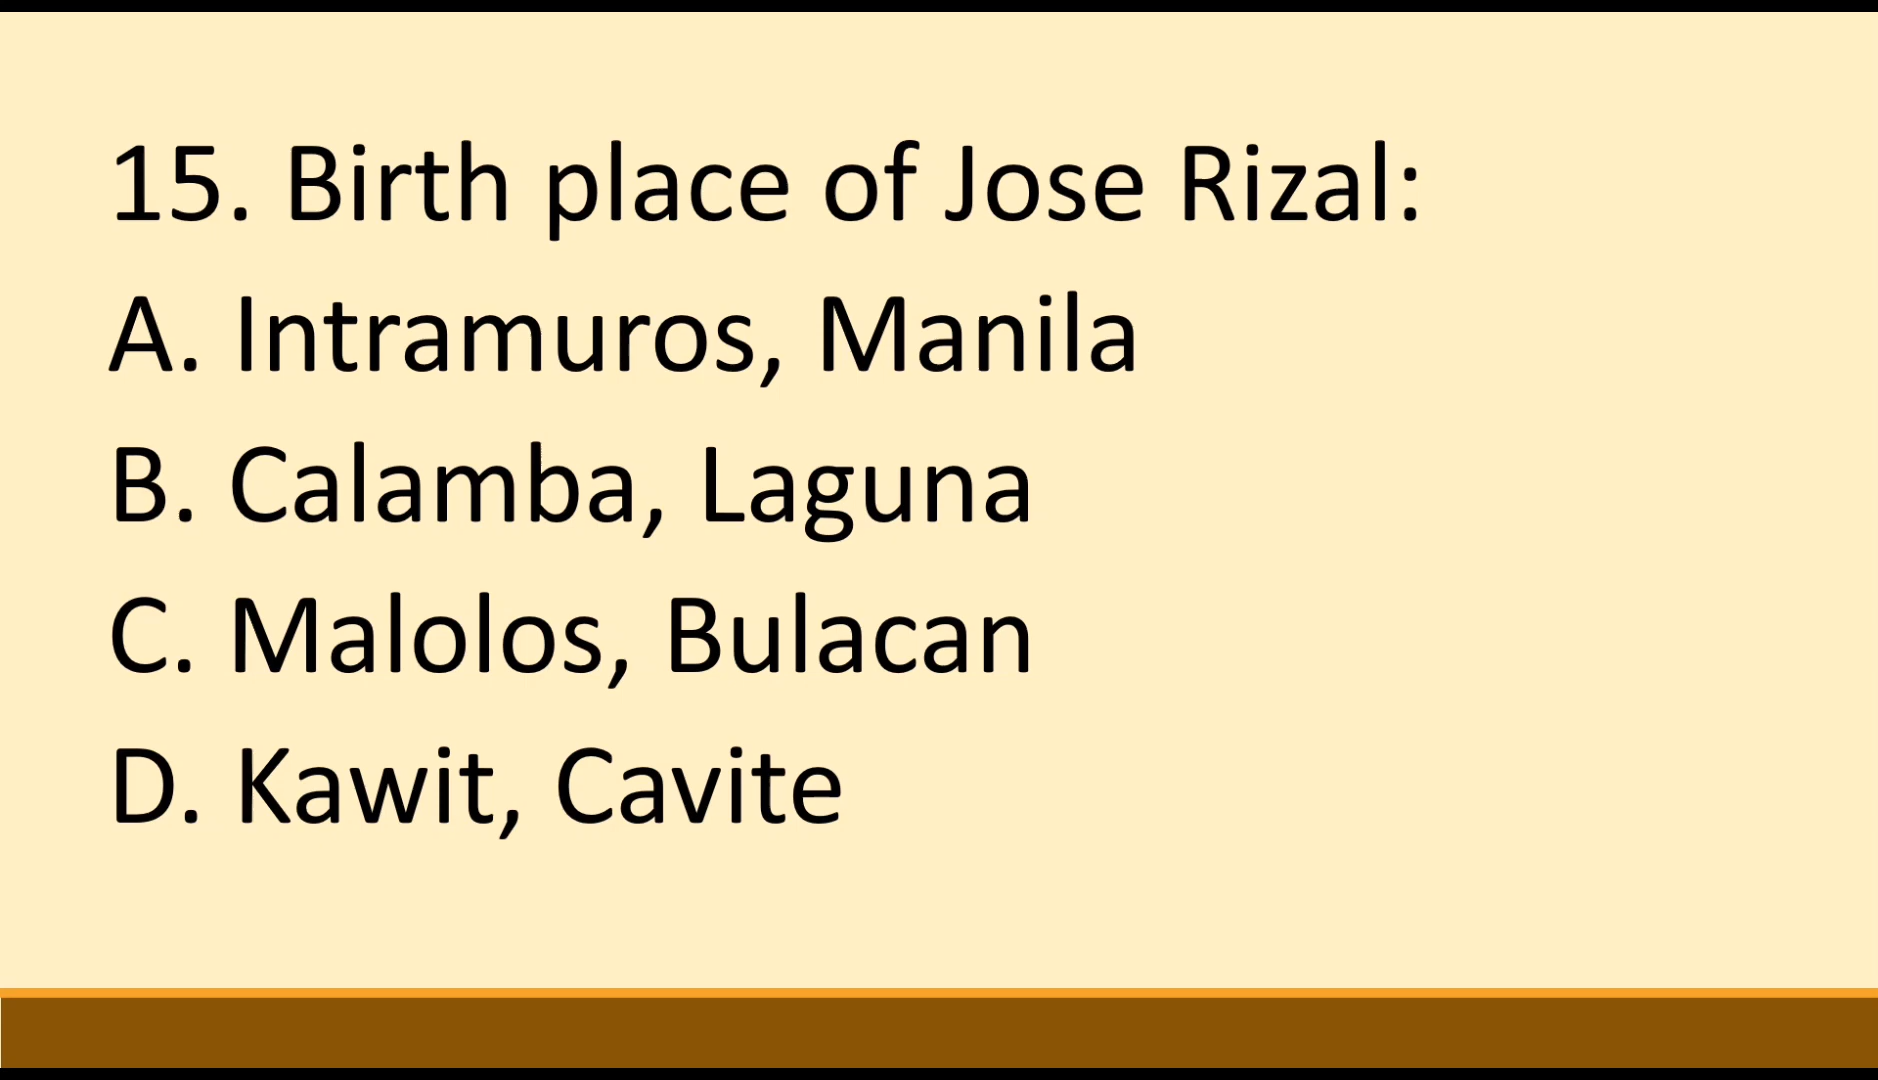 15. Birth place of Jose Rizal:
A. Intramuros, Manila
B. Calamba, Laguna
C. Malolos, Bulacan
D. Kawit, Cavite